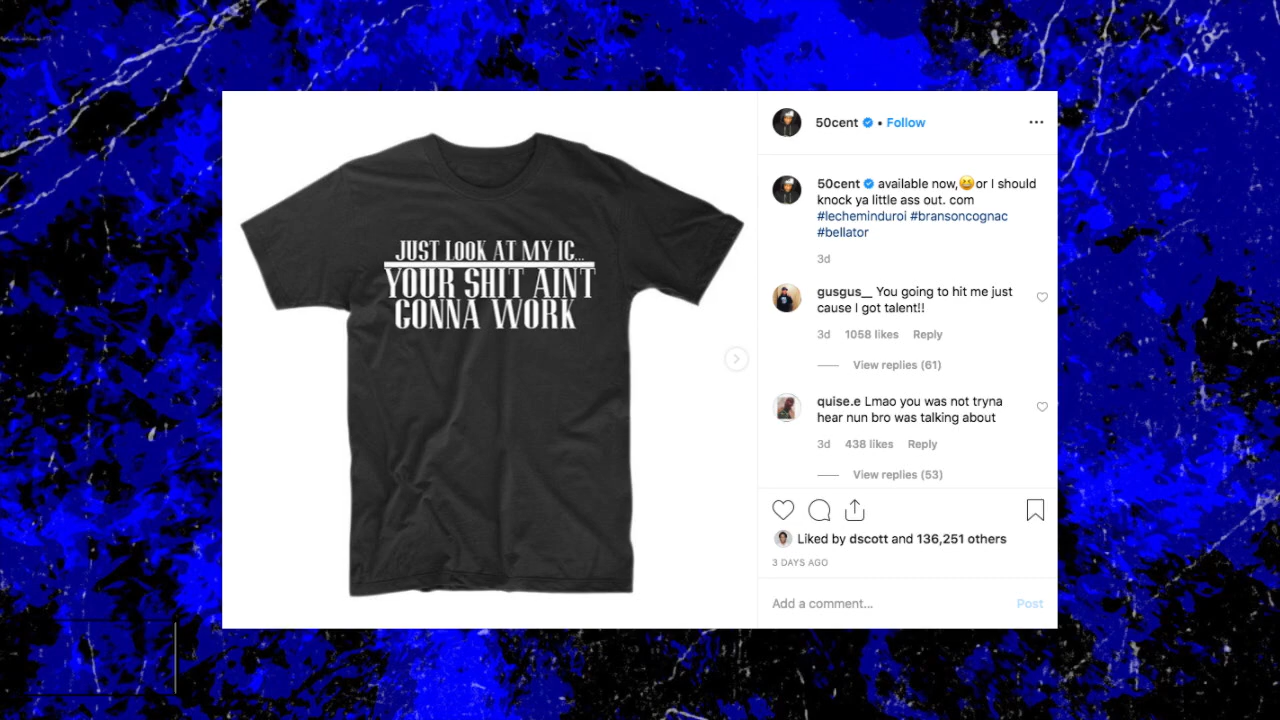 JUST LOOK AT MY IG...
YOUR SHIT AINT
GONNA WORK
50cent • Follow
50cent available now,😆or I should
knock ya little ass out. com
#lecheminduroi #bransoncognac
#bellator
3d
gusgus__ You going to hit me just
cause I got talent!!
3d 1058 likes Reply
View replies (61)
quise.e Lmao you was not tryna
hear nun bro was talking about
3d 438 likes Reply
View replies (53)
Liked by dscott and 136,251 others
3 DAYS AGO
Add a comment... Post